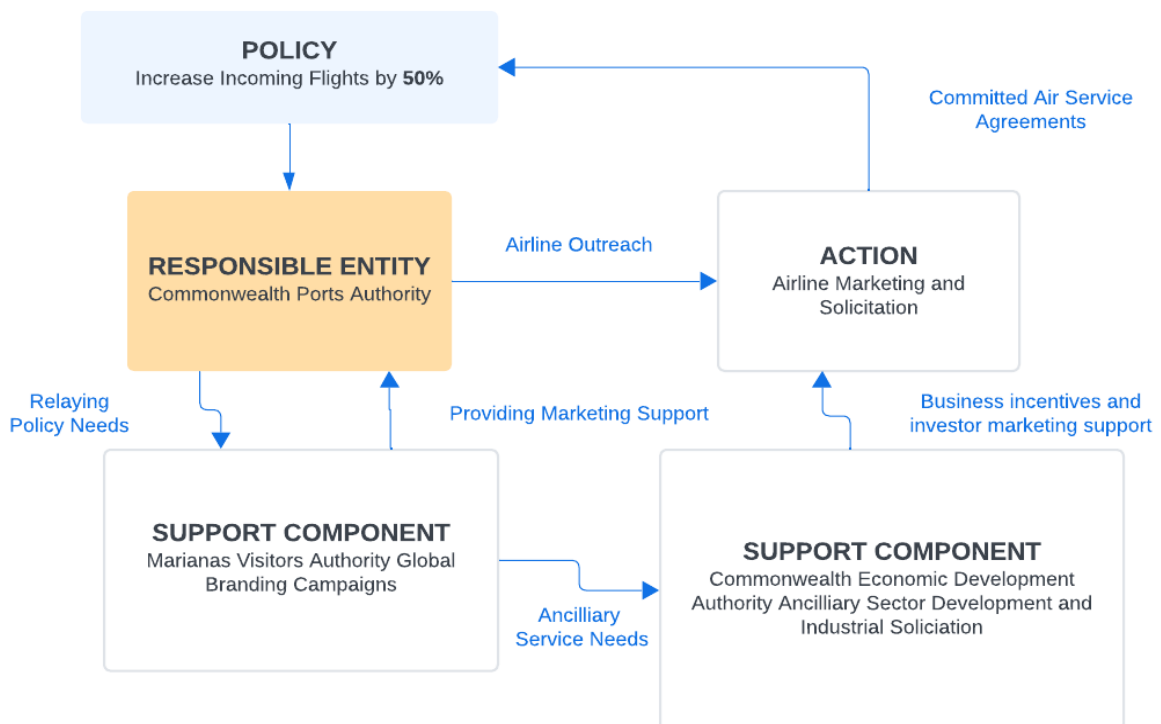 POLICY
Increase Incoming Flights by 50%
Committed Air Service
Agreements
RESPONSIBLE ENTITY
Commonwealth Ports Authority
Airline Outreach
ACTION
Airline Marketing and
Solicitation
Relaying
Policy Needs
Providing Marketing Support
Business incentives and
investor marketing support
SUPPORT COMPONENT
Marianas Visitors Authority Global
Branding Campaigns
Ancilliary
Service Needs
SUPPORT COMPONENT
Commonwealth Economic Development
Authority Ancilliary Sector Development and
Industrial Soliciation